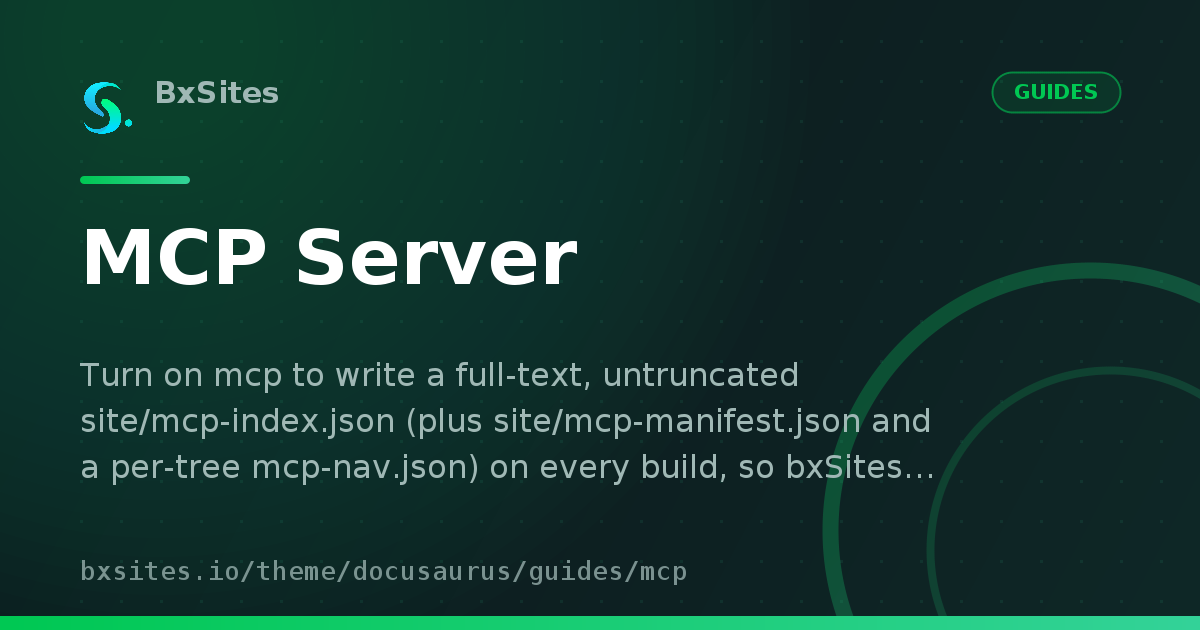 BxSites
GUIDES
MCP Server
Turn on mcp to write a full-text, untruncated
site/mcp-index.json (plus site/mcp-manifest.json and
a per-tree mcp-nav.json) on every build, so bxSites…
bxsites.io/theme/docusaurus/guides/mcp